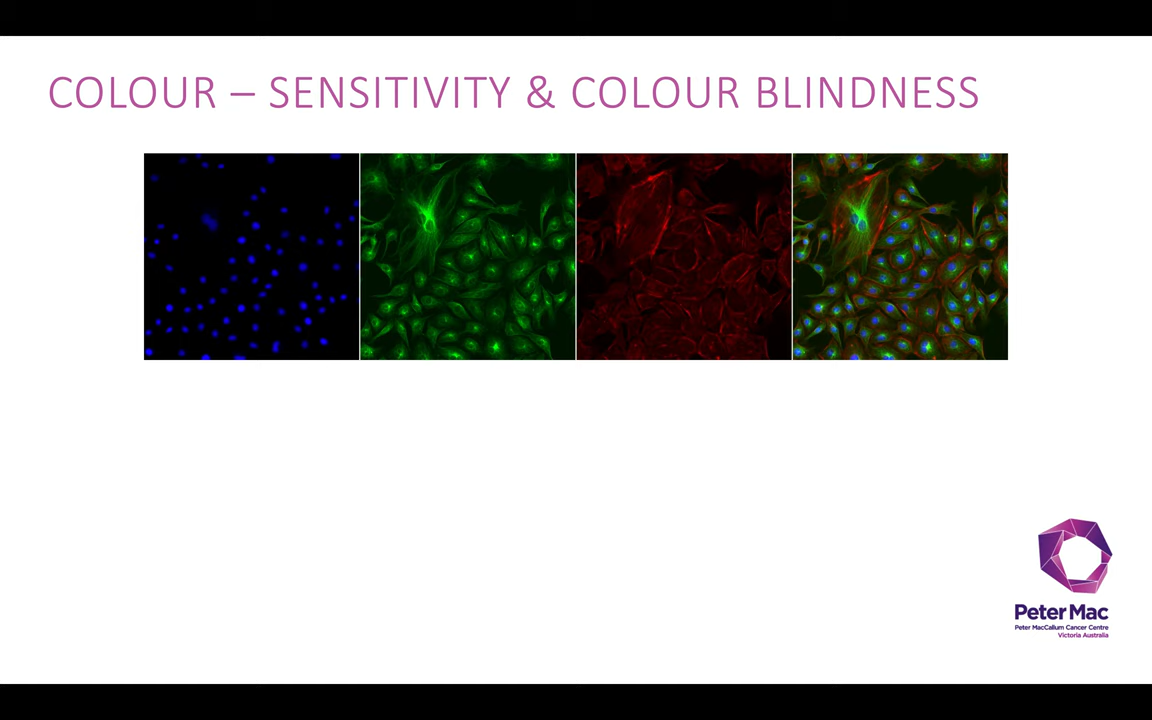 COLOUR – SENSITIVITY & COLOUR BLINDNESS
Peter Mac
Peter MacCallum Cancer Centre
Victoria Australia